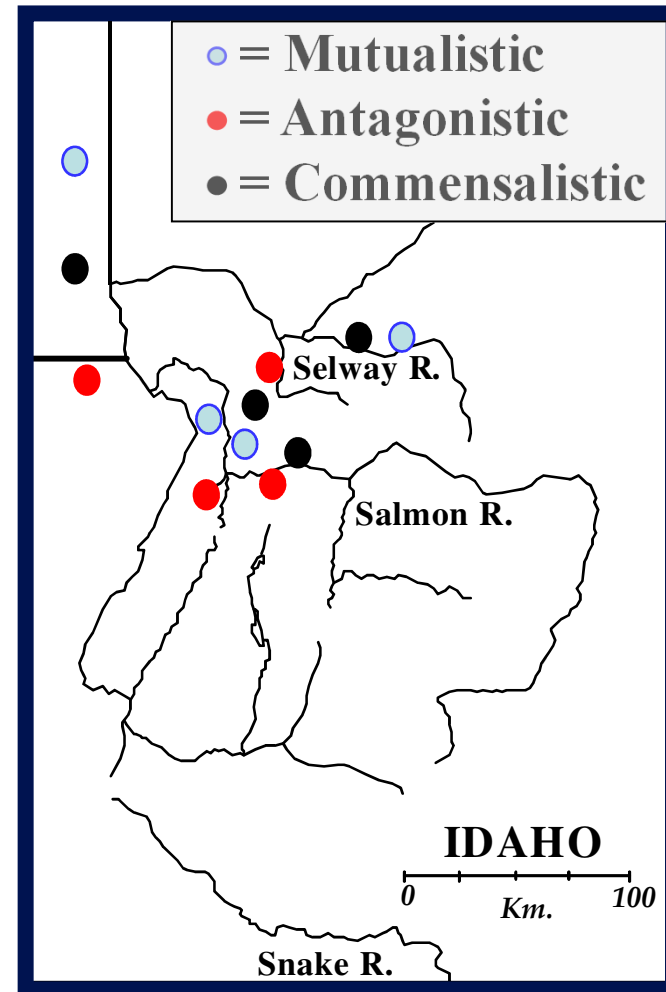 = Mutualistic
= Antagonistic
= Commensalistic
Selway R.
Salmon R.
IDAHO
0 100
Km.
Snake R.